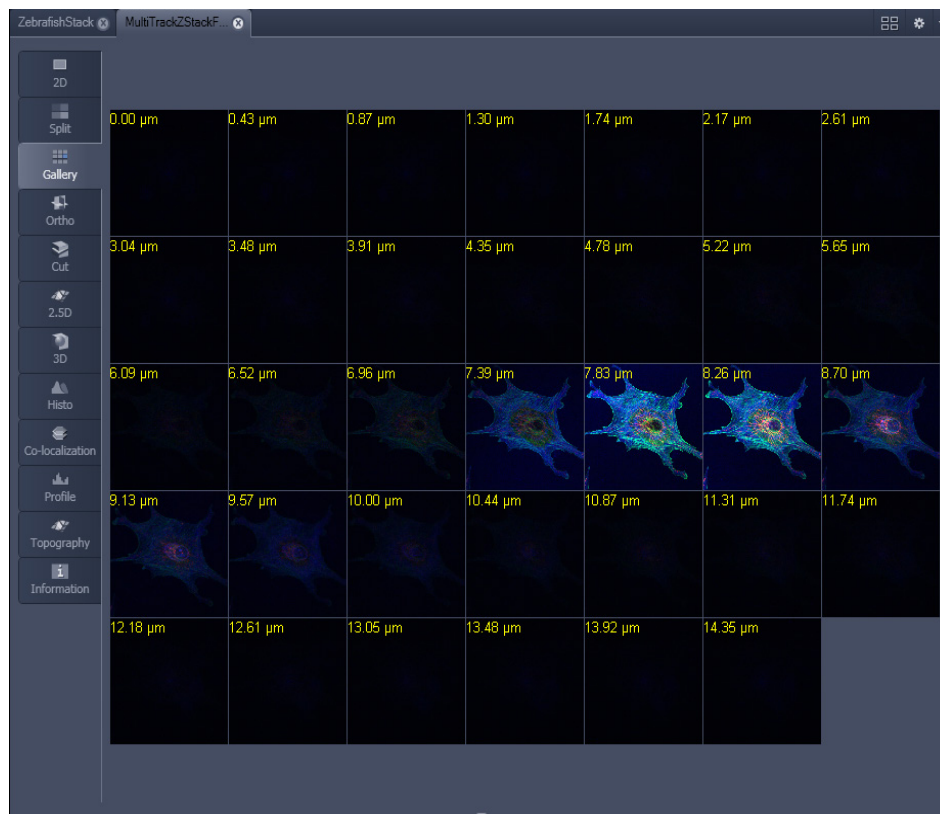 ZebrafishStack MultiTrackZStackF...
2D
Split
Gallery
Ortho
Cut
2.5D
3D
Histo
Co-localization
Profile
Topography
i
Information
0.00 µm 0.43 µm 0.87 µm 1.30 µm 1.74 µm 2.17 µm 2.61 µm
3.04 µm 3.48 µm 3.91 µm 4.35 µm 4.78 µm 5.22 µm 5.65 µm
6.09 µm 6.52 µm 6.96 µm 7.39 µm 7.83 µm 8.26 µm 8.70 µm
9.13 µm 9.57 µm 10.00 µm 10.44 µm 10.87 µm 11.31 µm 11.74 µm
12.18 µm 12.61 µm 13.05 µm 13.48 µm 13.92 µm 14.35 µm